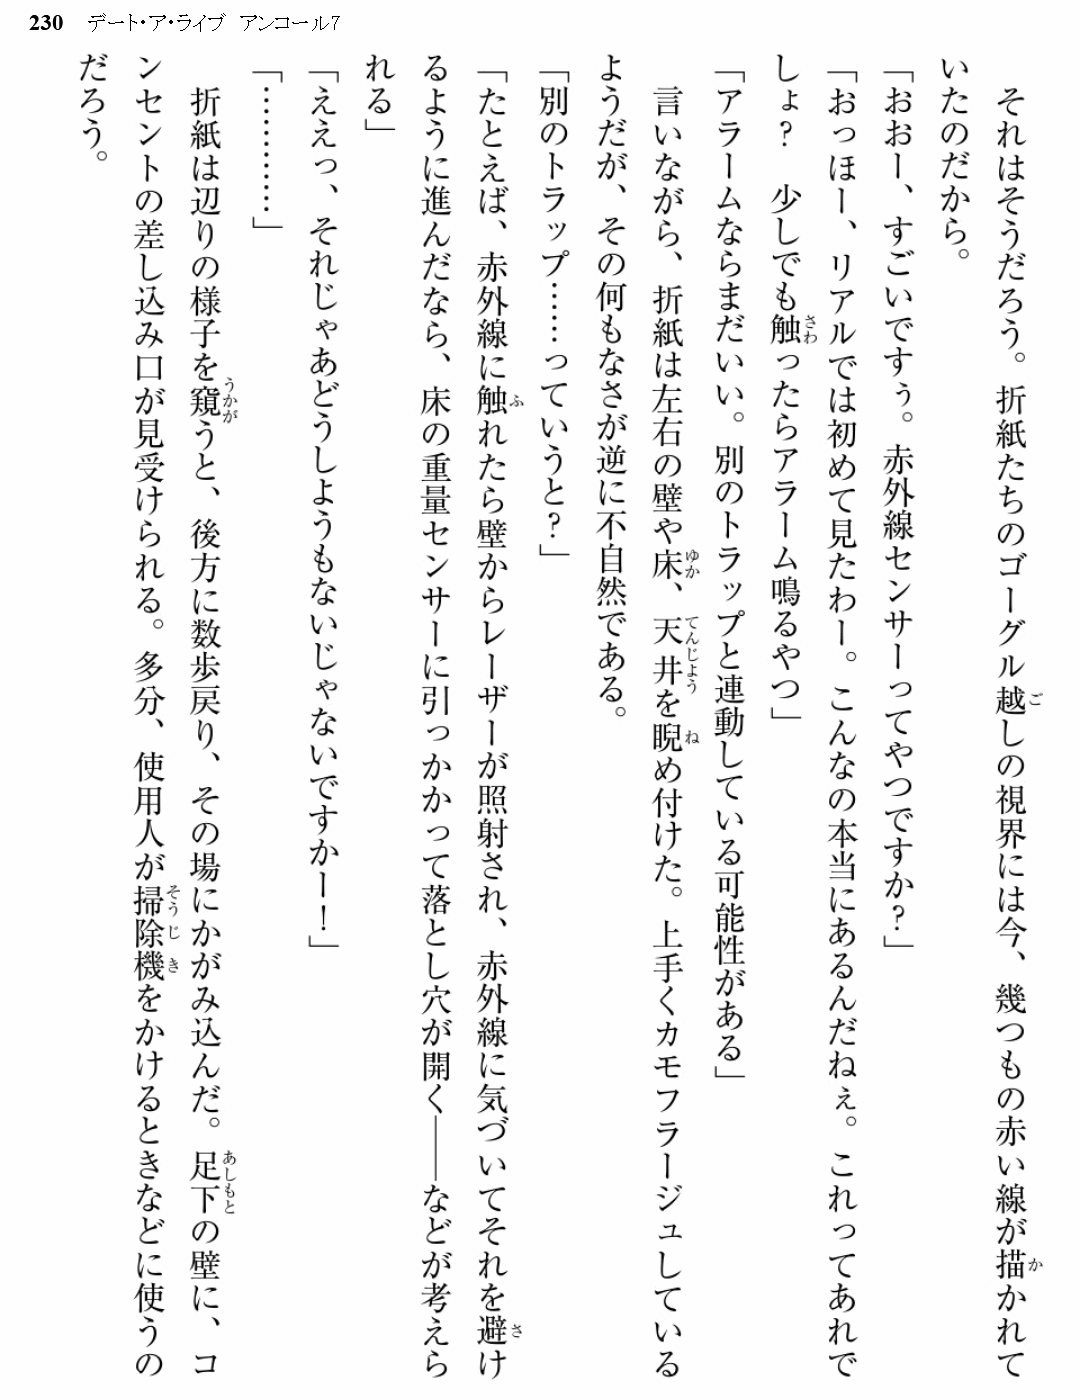 230 デート・ア・ライブ アンコール7
それはそうだろう。折紙たちのゴーグル越しの視界には今、幾つもの赤い線が描かれて
いたのだから。
「おおー、すごいですぅ。赤外線センサーってやつですか?」
「おっほー、リアルでは初めて見たわー。こんなの本当にあるんだねぇ。これってあれで
しょ? 少しでも触ったらアラーム鳴るやつ」
「アラームならまだいい。別のトラップと連動している可能性がある」
言いながら、折紙は左右の壁や床、天井を睨め付けた。上手くカモフラージュしている
ようだが、その何もなさが逆に不自然である。
「別のトラップ……っていうと?」
「たとえば、赤外線に触れたら壁からレーザーが照射され、赤外線に気づいてそれを避け
るように進んだなら、床の重量センサーに引っかかって落とし穴が開く――などが考えら
れる」
「ええっ、それじゃあどうしようもないじゃないですかー!」
「…………」
折紙は辺りの様子を窺うと、後方に数歩戻り、その場にかがみ込んだ。足下の壁に、コ
ンセントの差し込み口が見受けられる。多分、使用人が掃除機をかけるときなどに使うの
だろう。